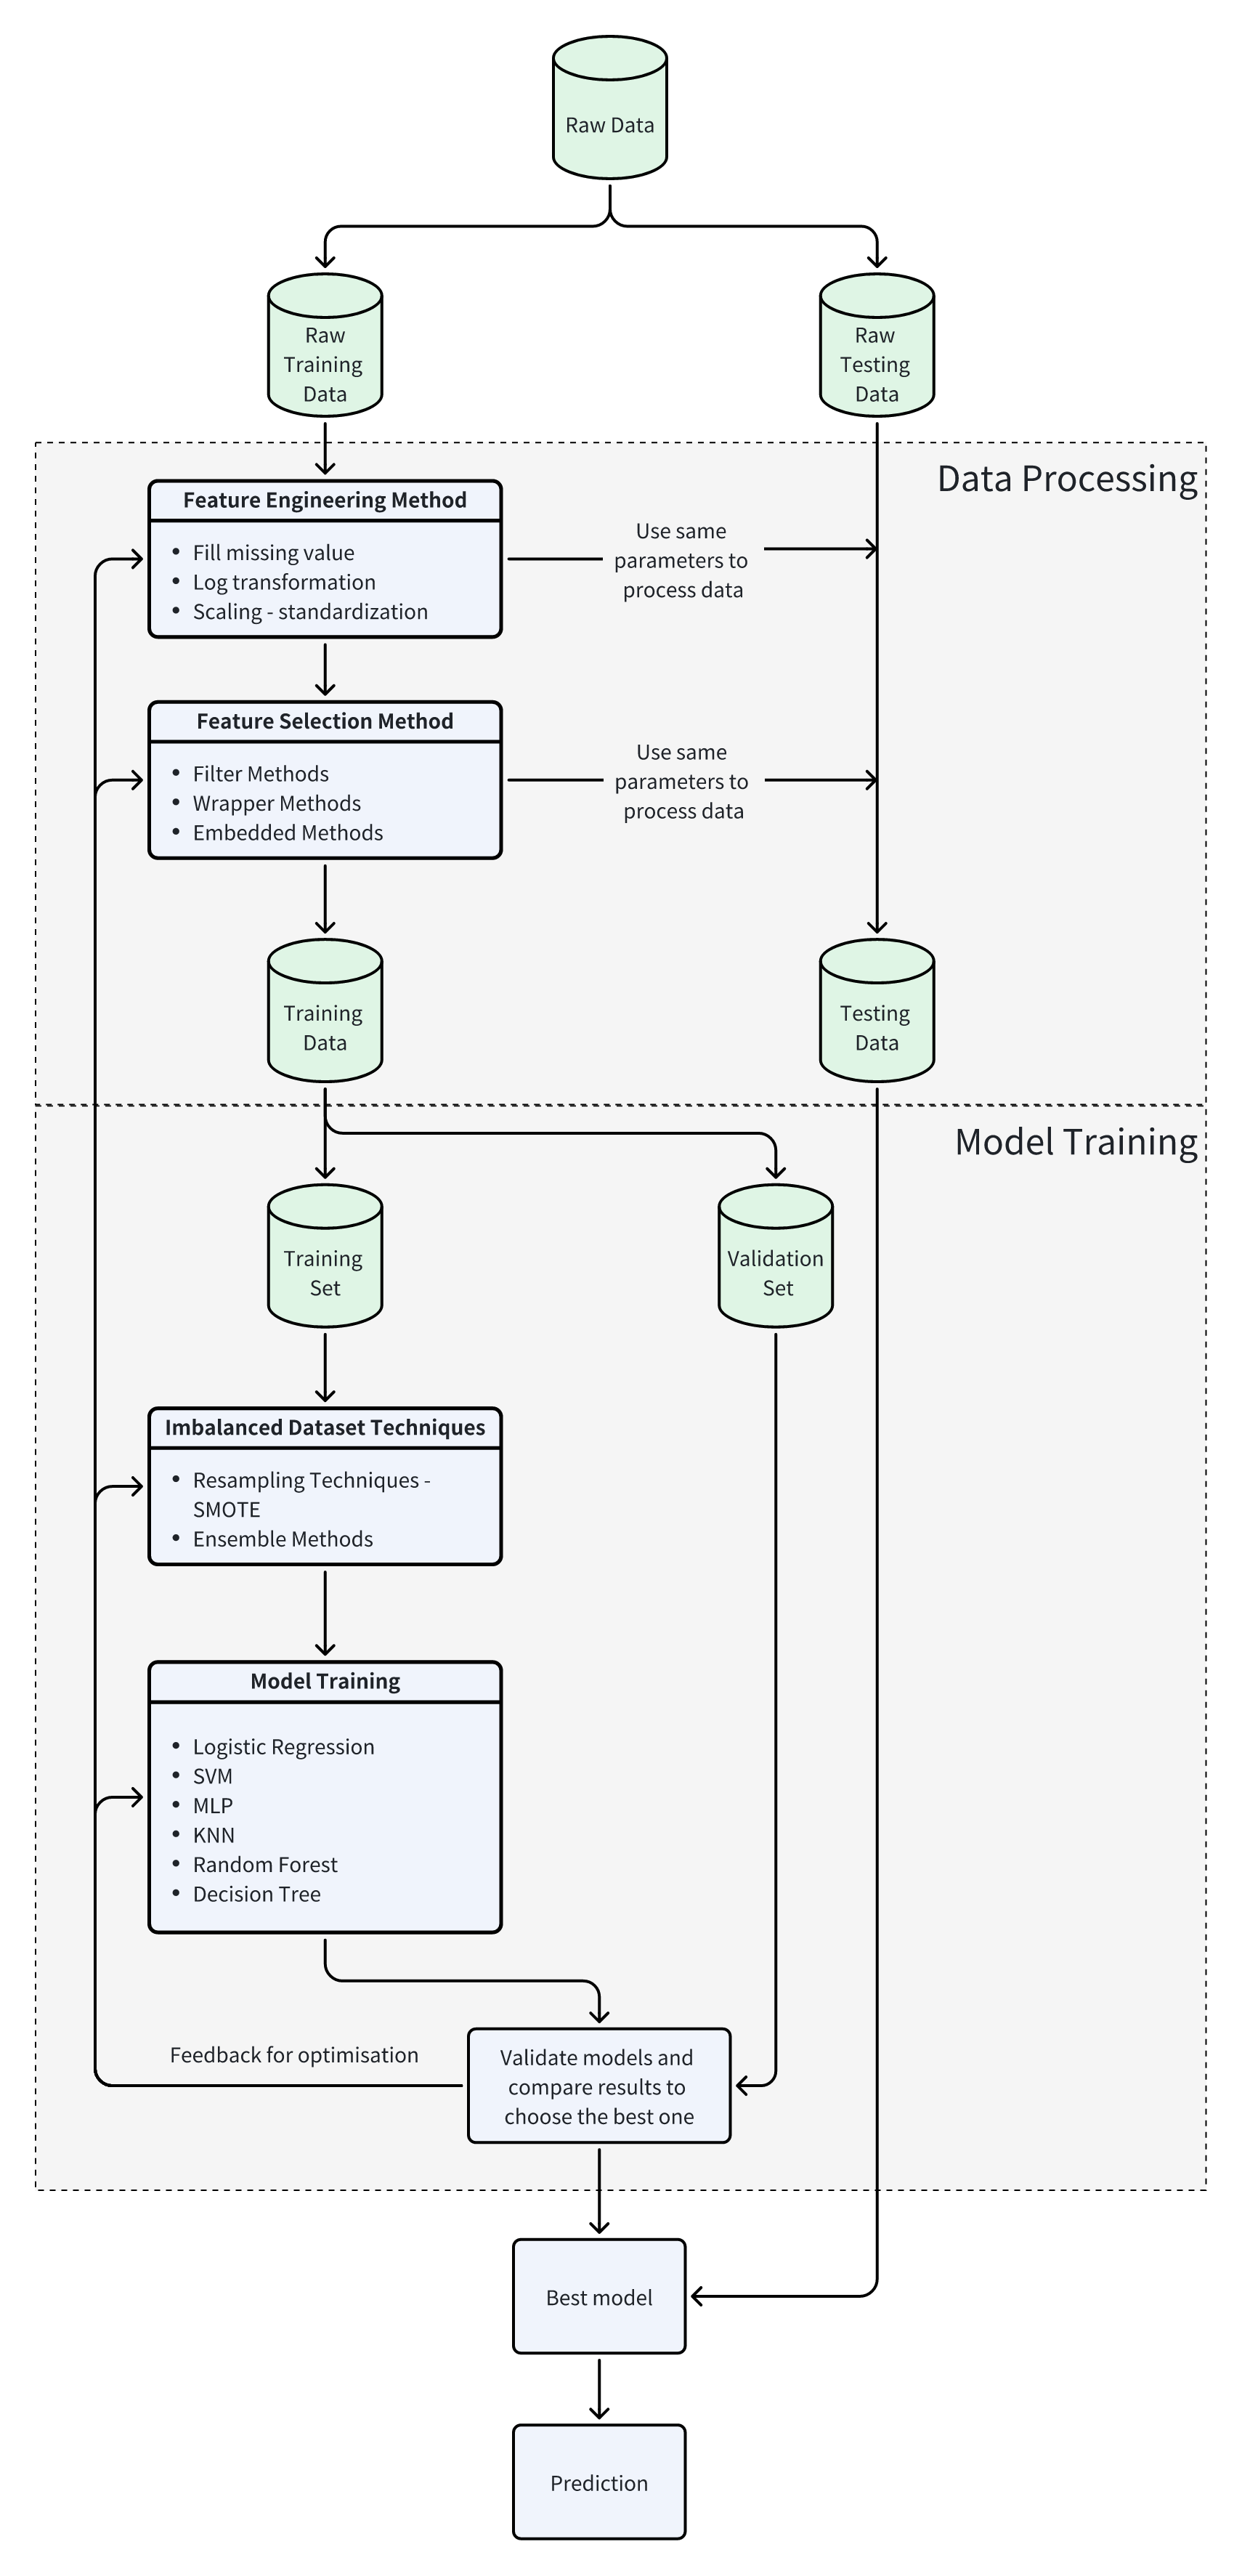 Raw Data
Raw
Training
Data
Raw
Testing
Data
Data Processing
Feature Engineering Method
• Fill missing value
• Log transformation
• Scaling - standardization
Use same
parameters to
process data
Feature Selection Method
• Filter Methods
• Wrapper Methods
• Embedded Methods
Use same
parameters to
process data
Training
Data
Testing
Data
Model Training
Training
Set
Validation
Set
Imbalanced Dataset Techniques
• Resampling Techniques -
SMOTE
• Ensemble Methods
Model Training
• Logistic Regression
• SVM
• MLP
• KNN
• Random Forest
• Decision Tree
Feedback for optimisation
Validate models and
compare results to
choose the best one
Best model
Prediction